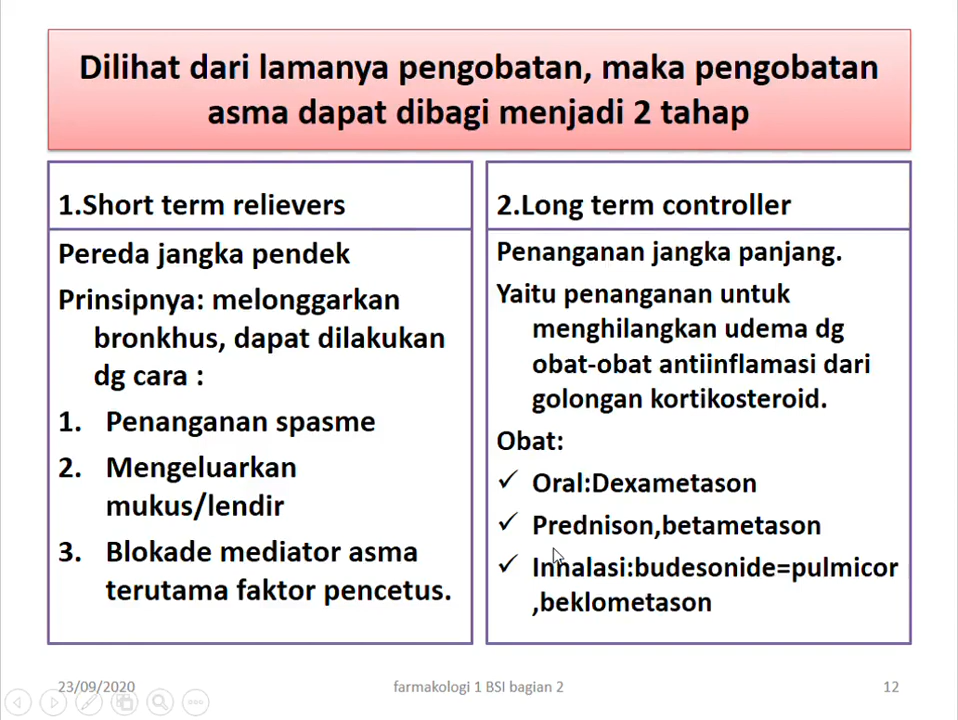 Dilihat dari lamanya pengobatan, maka pengobatan
asma dapat dibagi menjadi 2 tahap
1.Short term relievers
Pereda jangka pendek
Prinsipnya: melonggarkan
bronkhus, dapat dilakukan
dg cara :
1. Penanganan spasme
2. Mengeluarkan
mukus/lendir
3. Blokade mediator asma
terutama faktor pencetus.
2.Long term controller
Penanganan jangka panjang.
Yaitu penanganan untuk
menghilangkan udema dg
obat-obat antiinflamasi dari
golongan kortikosteroid.
Obat:
✓ Oral:Dexametason
✓ Prednison,betametason
✓ Inhalasi:budesonide=pulmicor
,beklometason
23/09/2020
farmakologi 1 BSI bagian 2
12